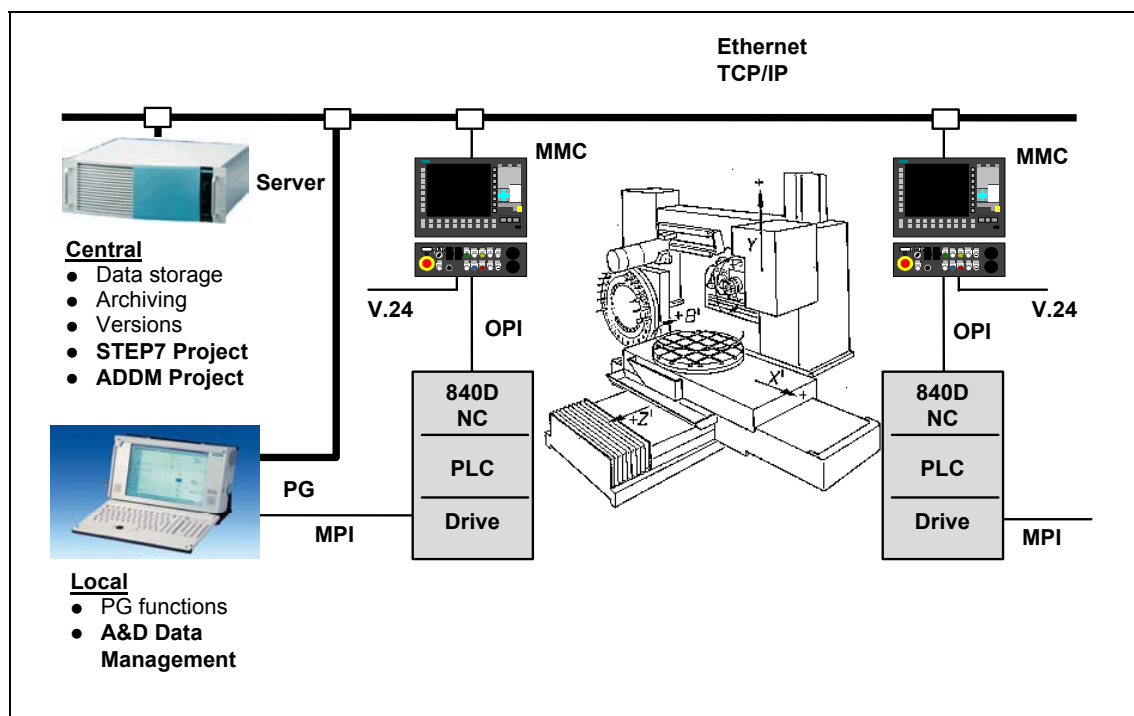 Ethernet
TCP/IP
MMC
MMC
Server
Central
● Data storage
● Archiving
● Versions
● STEP7 Project
● ADDM Project
V.24
OPI
V.24
OPI
+
Y
+B'
X'
+
+Z'
840D
NC
PLC
Drive
840D
NC
PLC
Drive
PG
MPI
MPI
Local
● PG functions
● A&D Data
Management